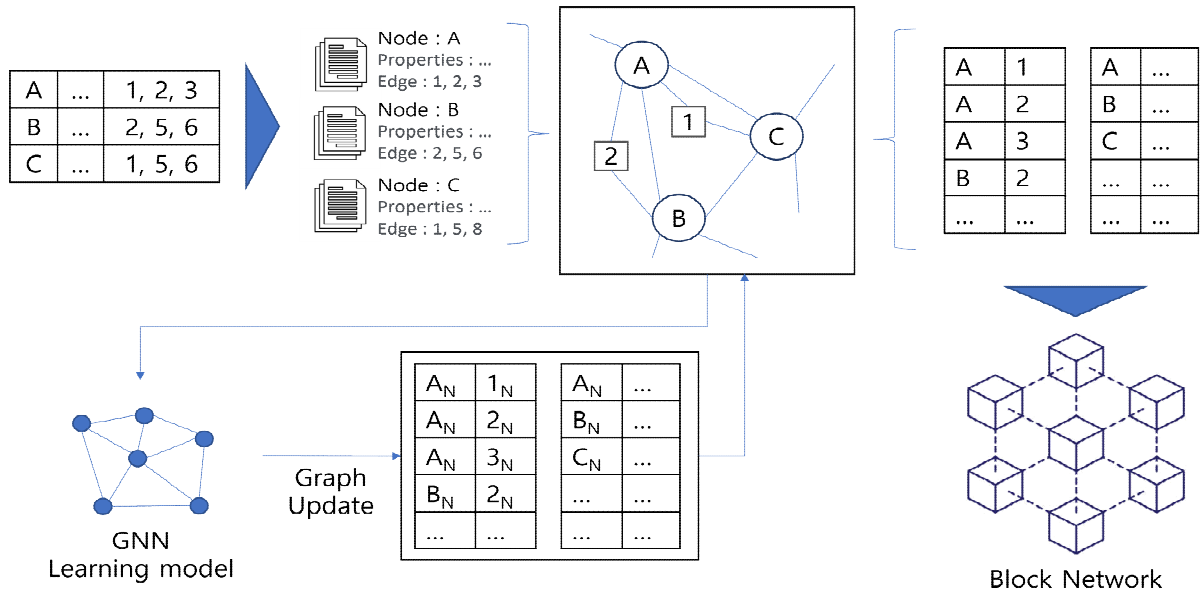 A ... 1, 2, 3
B ... 2, 5, 6
C ... 1, 5, 6
Node : A
Properties : ...
Edge : 1, 2, 3
Node : B
Properties : ...
Edge : 2, 5, 6
Node : C
Properties : ...
Edge : 1, 5, 8
A
1
C
2
B
A 1
A 2
A 3
B 2
... ...
A ...
B ...
C ...
... ...
... ...
GNN
Learning model
Graph
Update
A_N 1_N
A_N 2_N
A_N 3_N
B_N 2_N
... ...
A_N ...
B_N ...
C_N ...
... ...
... ...
Block Network